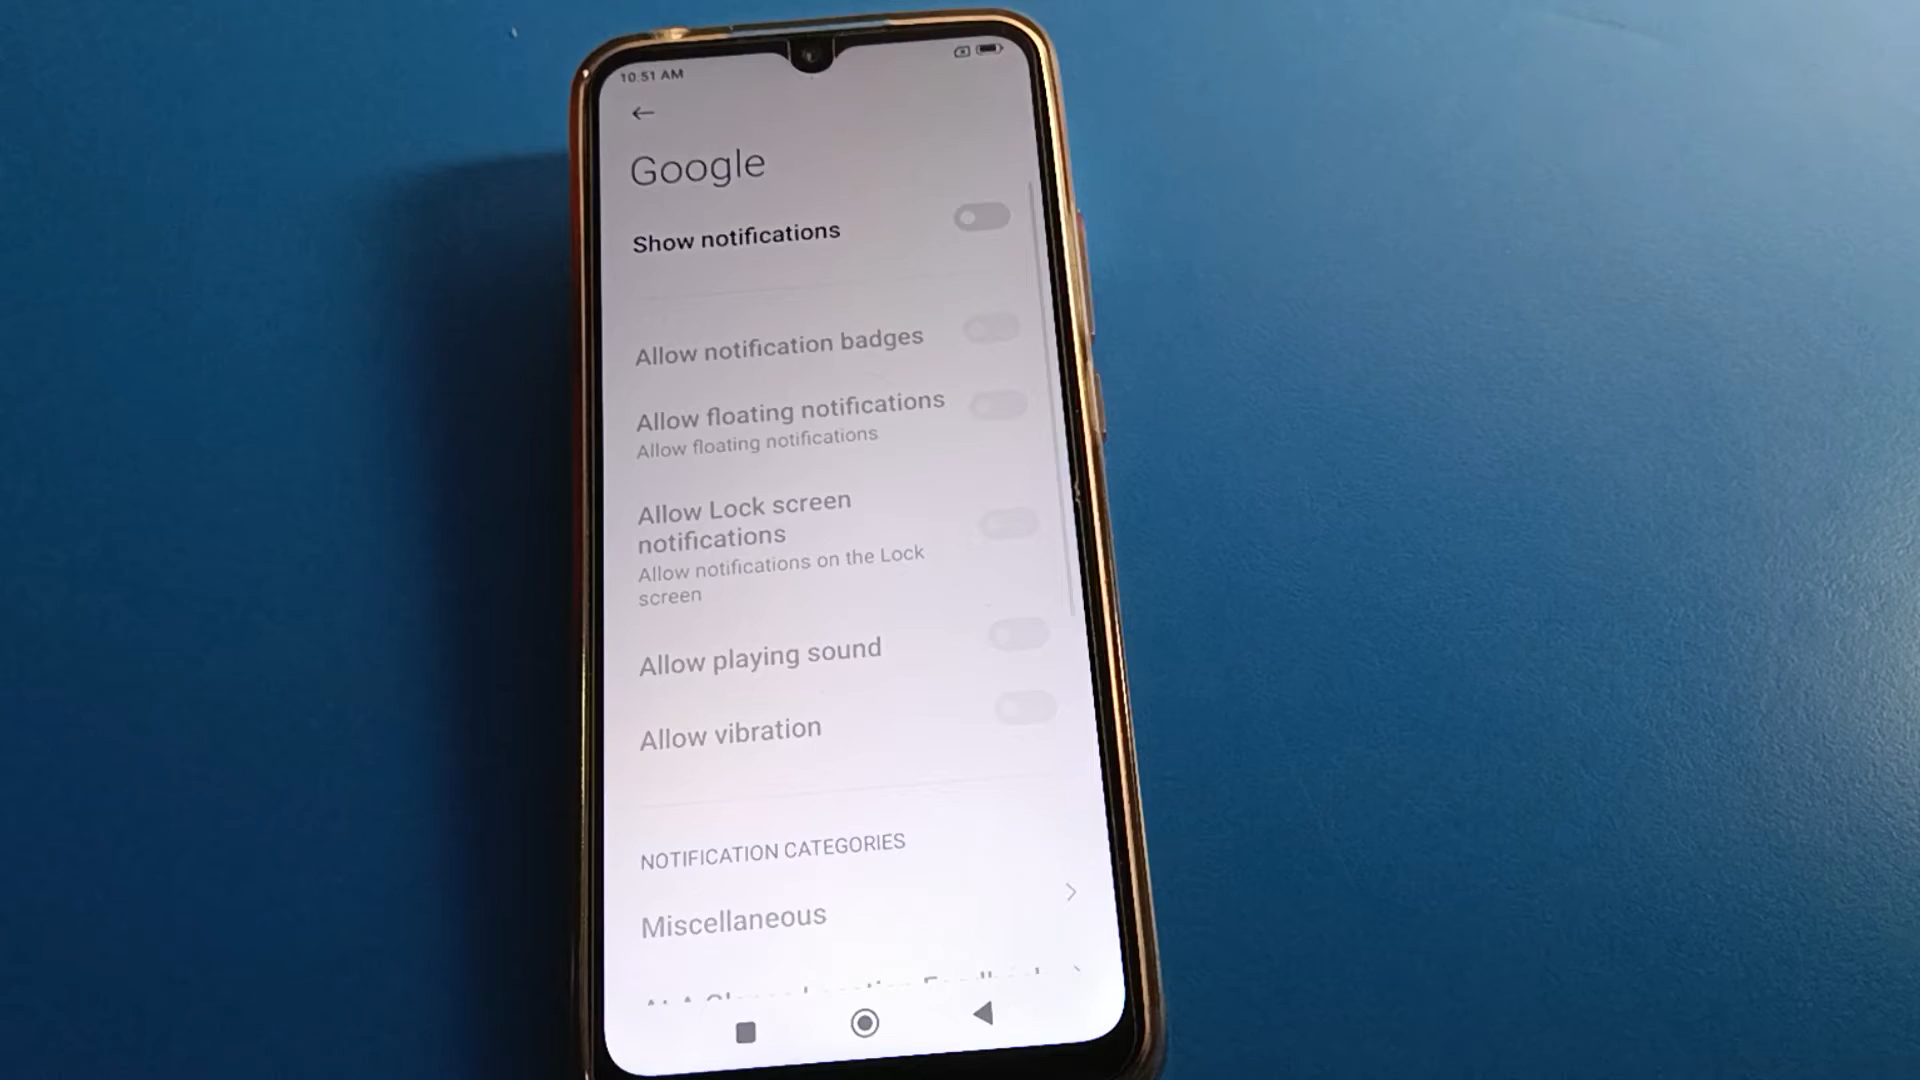 10:51 AM
Google
Show notifications
Allow notification badges
Allow floating notifications
Allow floating notifications
Allow Lock screen
notifications
Allow notifications on the Lock
screen
Allow playing sound
Allow vibration
NOTIFICATION CATEGORIES
Miscellaneous